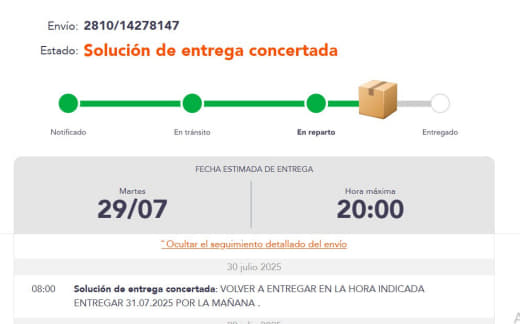 Envío: 2810/14278147
Estado: Solución de entrega concertada
Notificado En tránsito En reparto Entregado
FECHA ESTIMADA DE ENTREGA
Martes Hora máxima
29/07 20:00
Ocultar el seguimiento detallado del envío
30 julio 2025
08:00 Solución de entrega concertada: VOLVER A ENTREGAR EN LA HORA INDICADA
ENTREGAR 31.07.2025 POR LA MAÑANA .